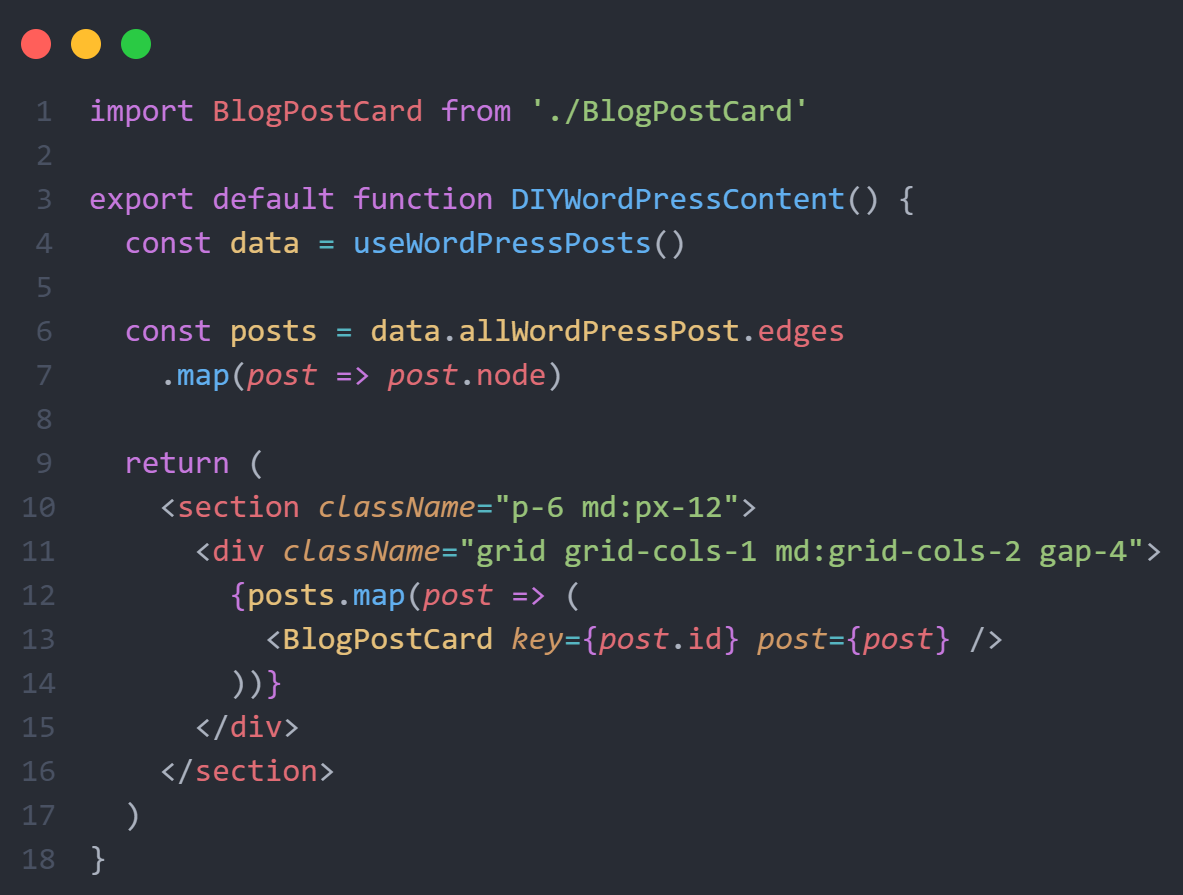 1 import BlogPostCard from './BlogPostCard'
2
3 export default function DIYWordPressContent() {
4   const data = useWordPressPosts()
5
6   const posts = data.allWordPressPost.edges
7     .map(post => post.node)
8
9   return (
10     <section className="p-6 md:px-12">
11       <div className="grid grid-cols-1 md:grid-cols-2 gap-4">
12         {posts.map(post => (
13           <BlogPostCard key={post.id} post={post} />
14         ))}
15       </div>
16     </section>
17   )
18 }